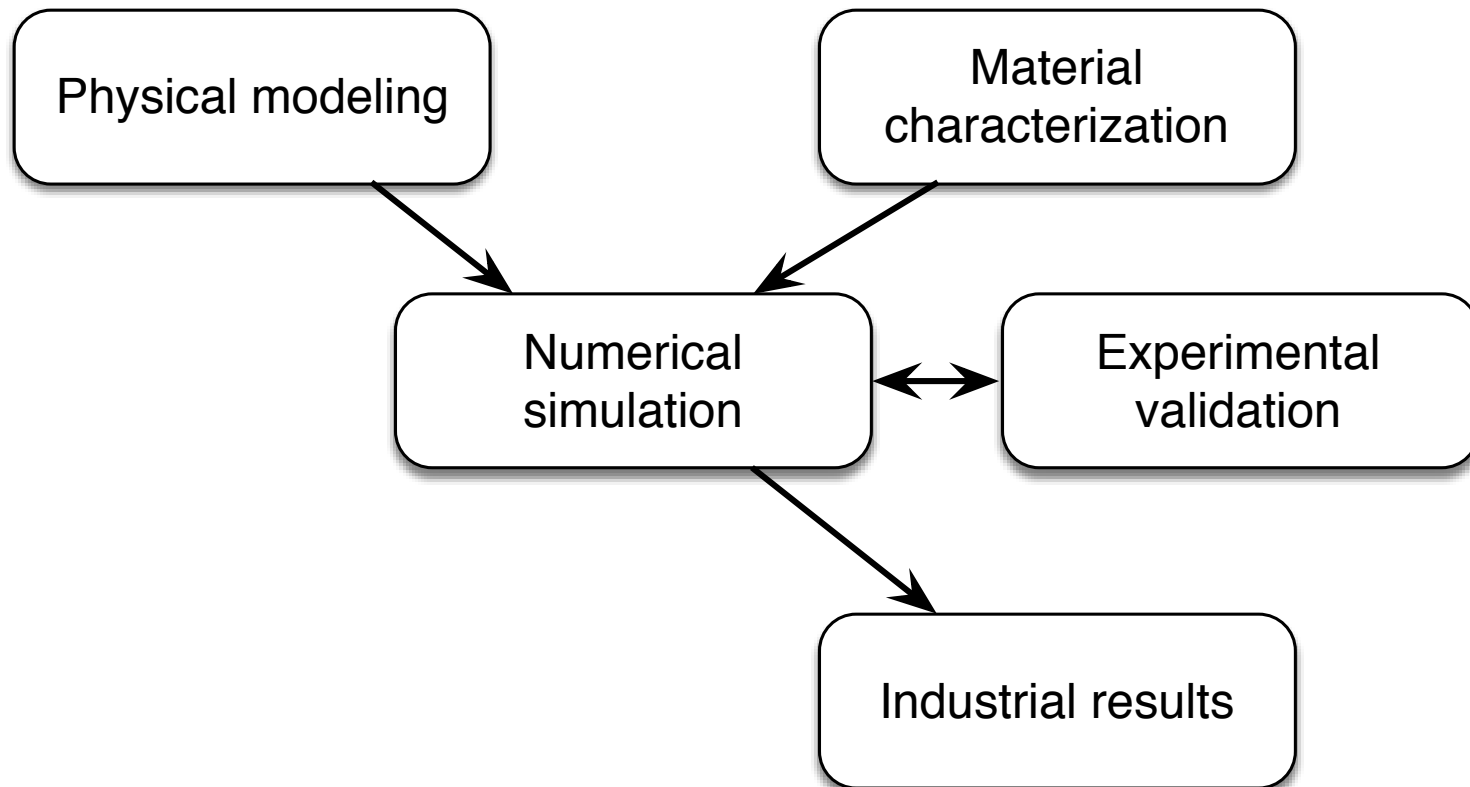 Physical modeling
Material
characterization
Numerical
simulation
Experimental
validation
Industrial results